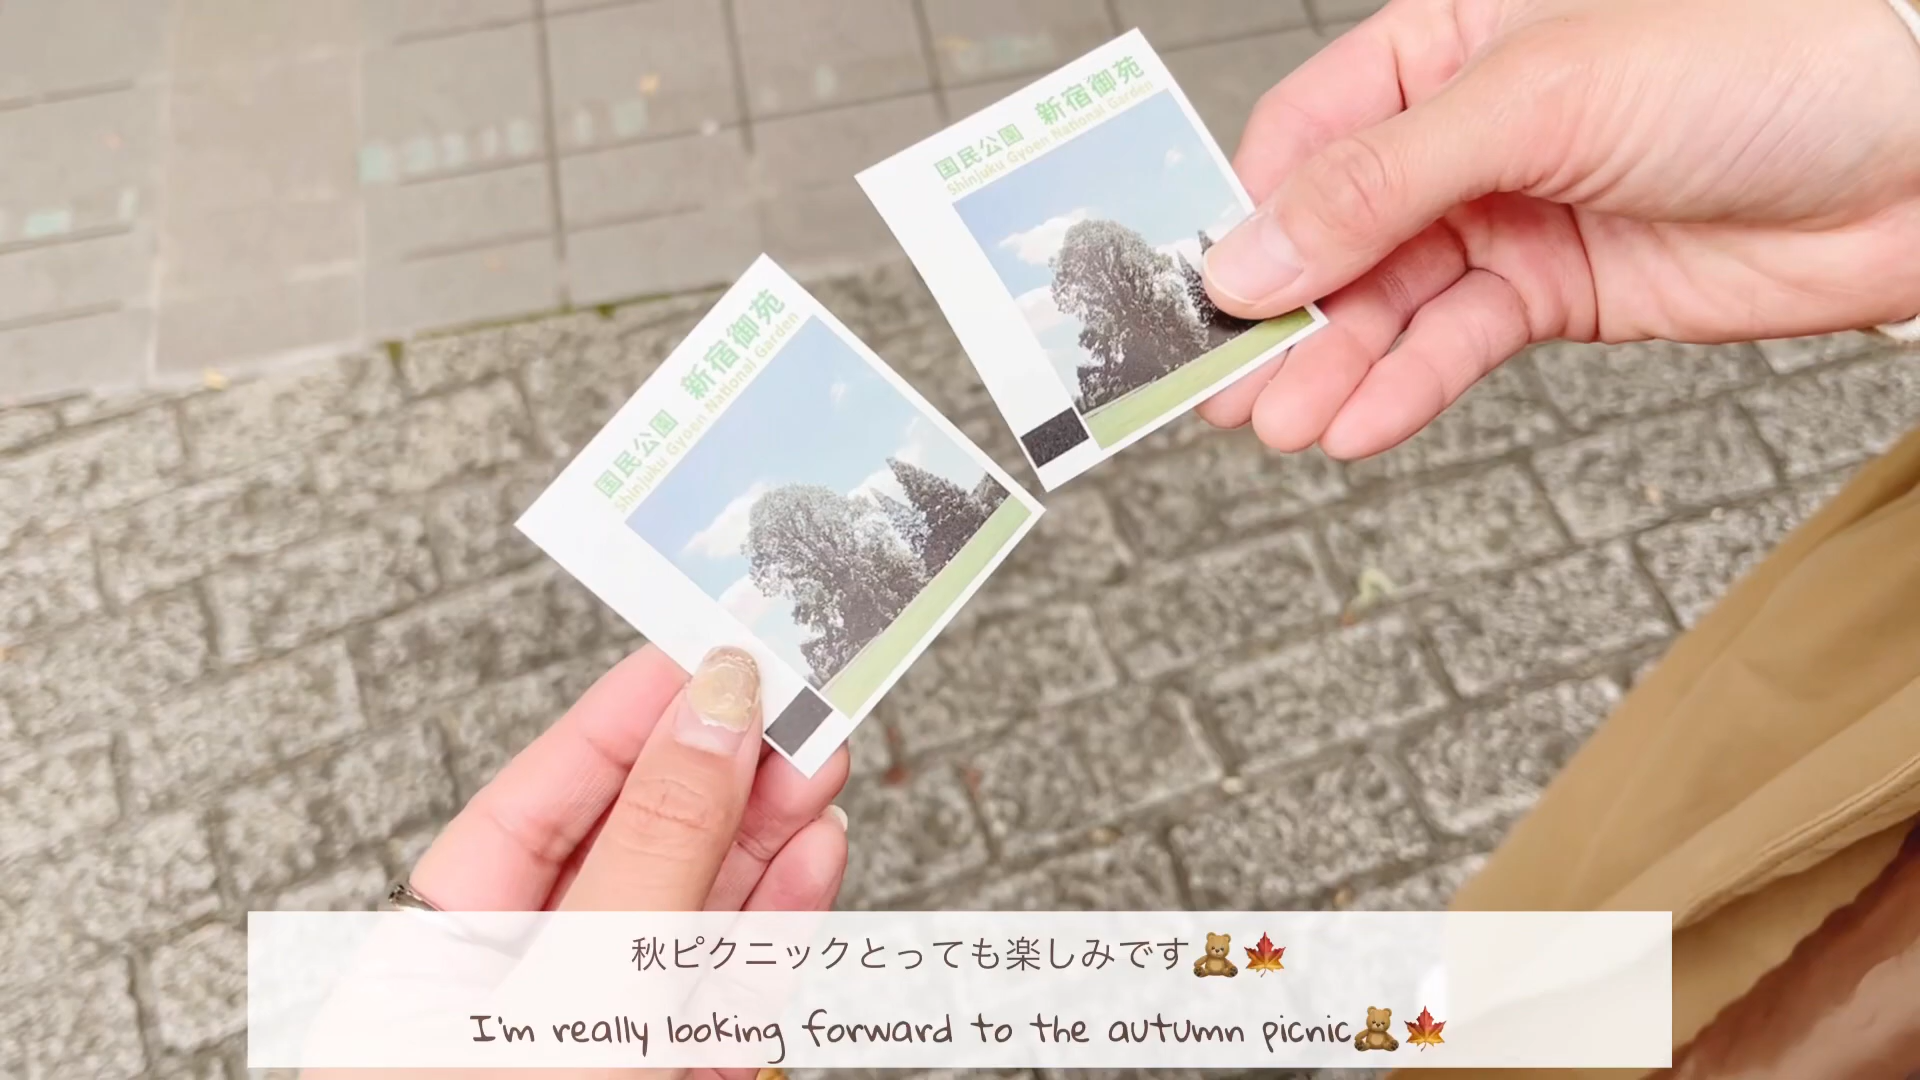 国民公園 新宿御苑
Shinjuku Gyoen National Garden
国民公園 新宿御苑
Shinjuku Gyoen National Garden
秋ピクニックとっても楽しみです🧸🍁
I'm really looking forward to the autumn picnic🧸🍁